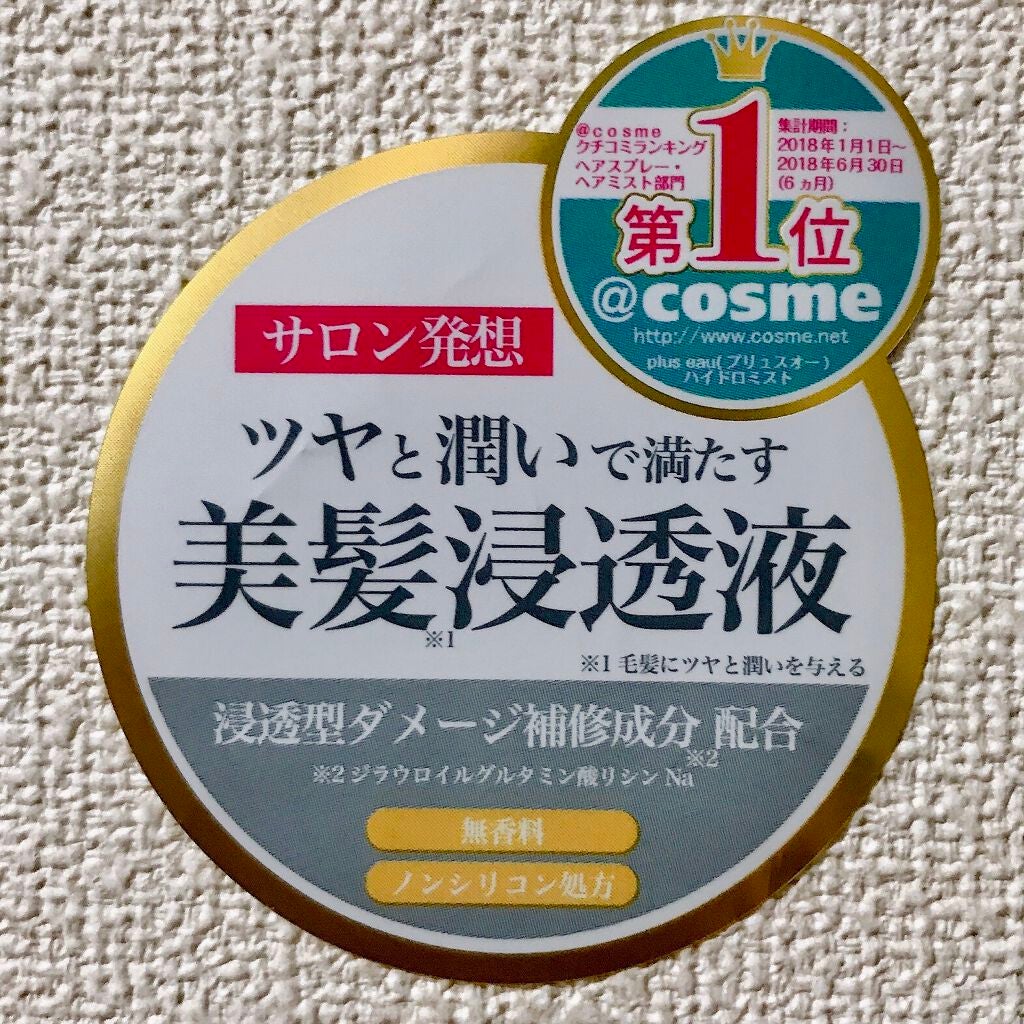 @cosme
クチコミランキング
ヘアスプレー・
ヘアミスト部門
集計期間：
2018年1月1日〜
2018年6月30日
(6ヵ月)
第1位
@cosme
http://www.cosme.net
plus eau(プリュスオー)
ハイドロミスト
サロン発想
ツヤと潤いで満たす
美髪浸透液
※1
※1 毛髪にツヤと潤いを与える
浸透型ダメージ補修成分※2配合
※2 ジラウロイルグルタミン酸リシンNa
無香料
ノンシリコン処方